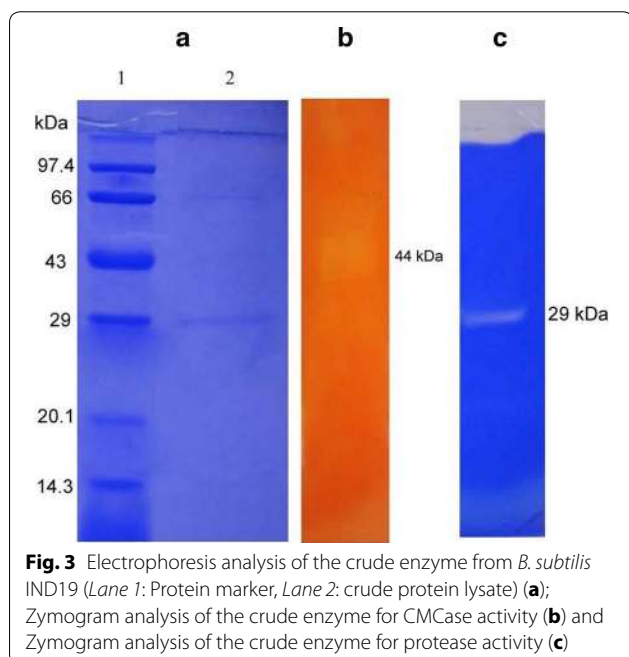 a b c
1 2
kDa
97.4
66
43
29
20.1
14.3
44 kDa
29 kDa
Fig. 3 Electrophoresis analysis of the crude enzyme from B. subtilis
IND19 (Lane 1: Protein marker, Lane 2: crude protein lysate) (a);
Zymogram analysis of the crude enzyme for CMCase activity (b) and
Zymogram analysis of the crude enzyme for protease activity (c)